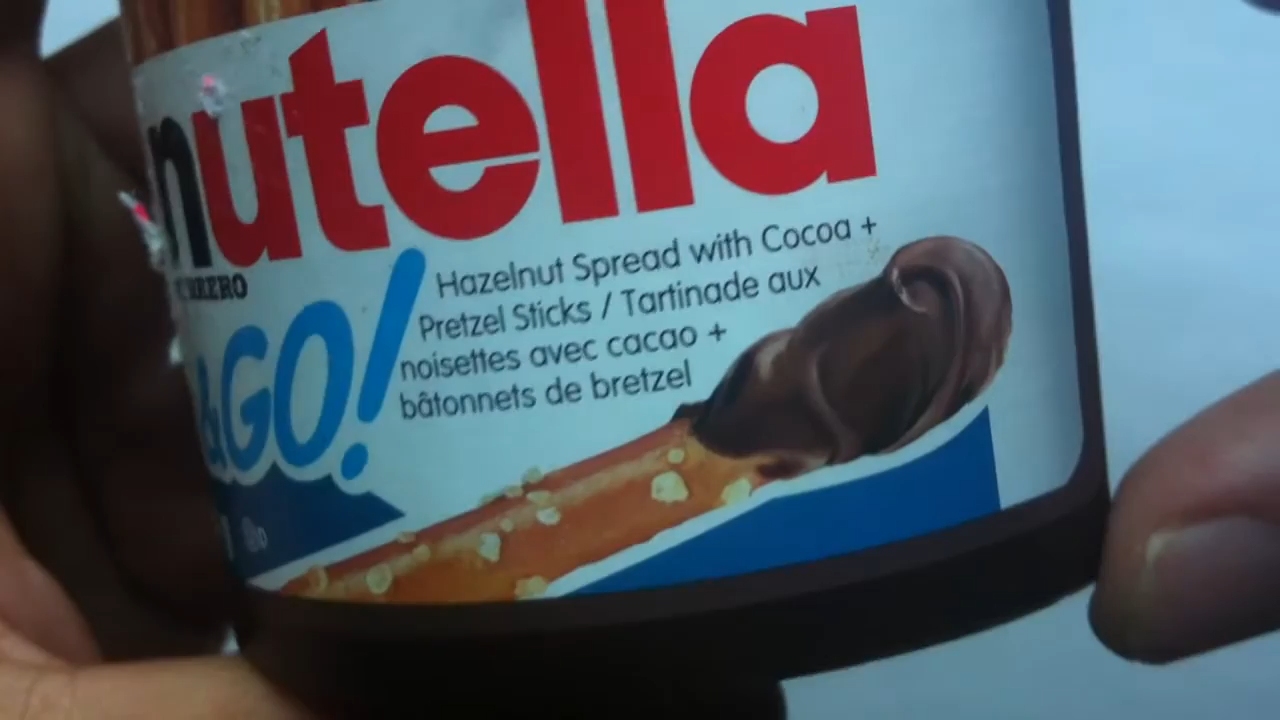 nutella
&GO!
Hazelnut Spread with Cocoa +
Pretzel Sticks / Tartinade aux
noisettes avec cacao +
bâtonnets de bretzel